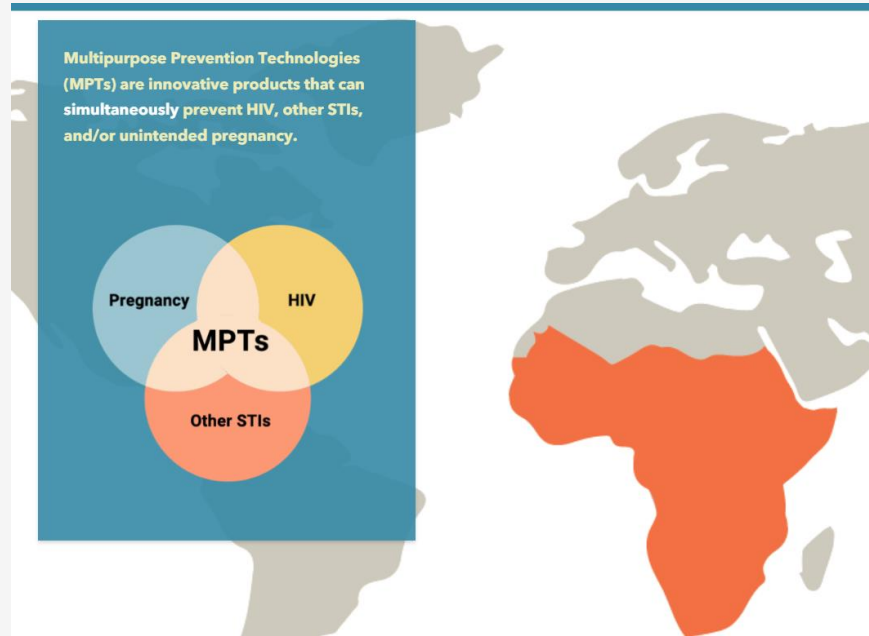 Multipurpose Prevention Technologies
(MPTs) are innovative products that can
simultaneously prevent HIV, other STIs,
and/or unintended pregnancy.
Pregnancy
HIV
MPTs
Other STIs